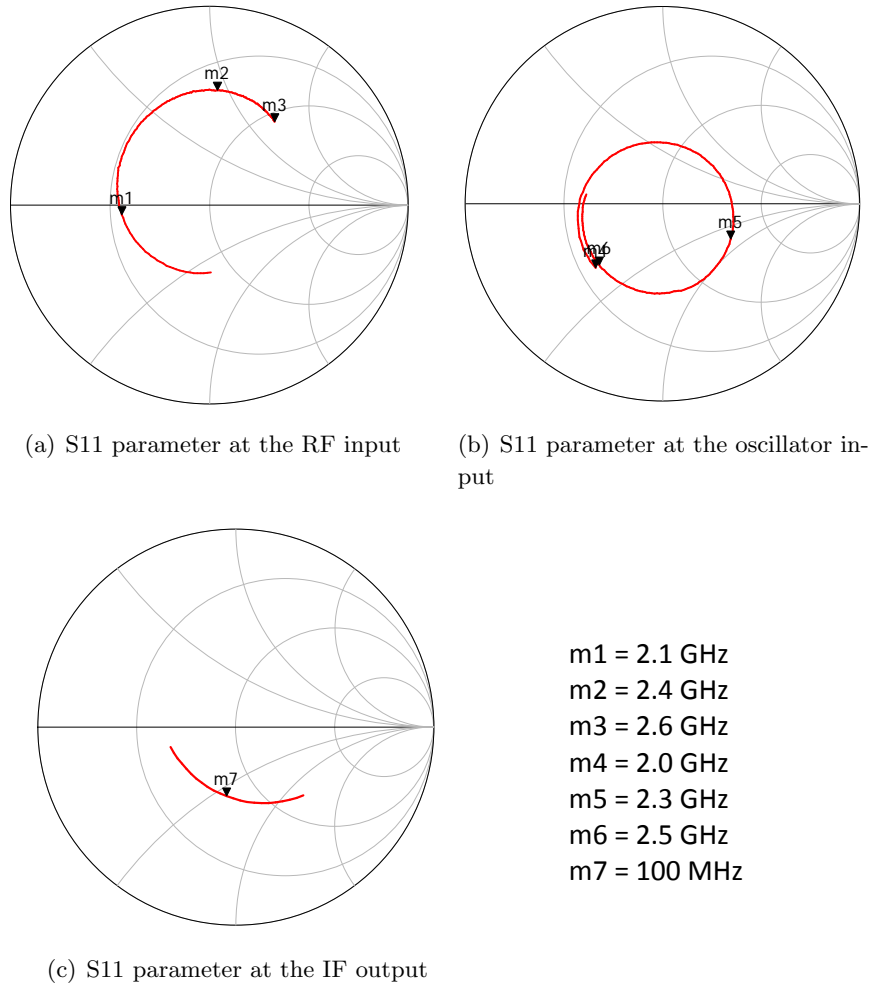 m2
m3
m1
m5
m6
m4
(a) S11 parameter at the RF input
(b) S11 parameter at the oscillator in-
put
m7
m1 = 2.1 GHz
m2 = 2.4 GHz
m3 = 2.6 GHz
m4 = 2.0 GHz
m5 = 2.3 GHz
m6 = 2.5 GHz
m7 = 100 MHz
(c) S11 parameter at the IF output